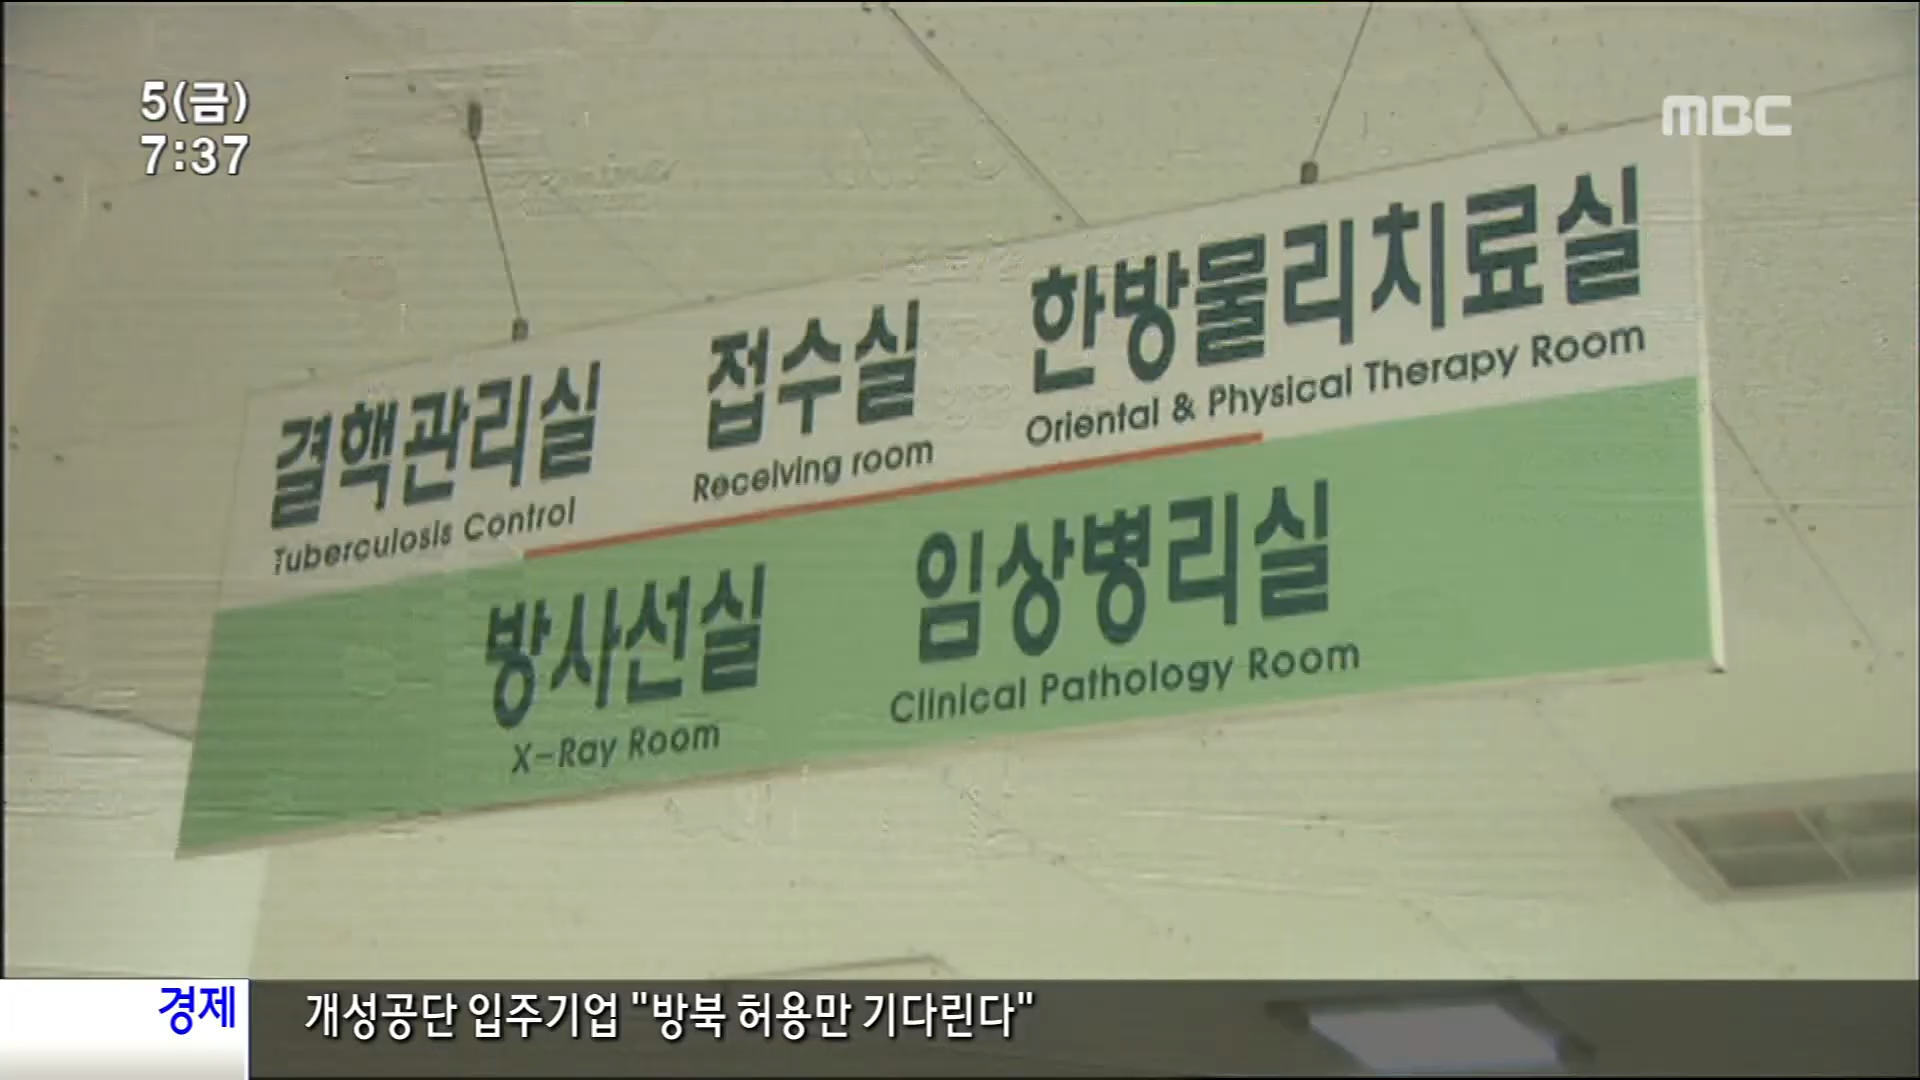 5(금)
7:37
MBC
결핵관리실 접수실 한방물리치료실
Tuberculosis Control Receiving room Oriental & Physical Therapy Room
방사선실 임상병리실
X-Ray Room Clinical Pathology Room
경제 개성공단 입주기업 "방북 허용만 기다린다"